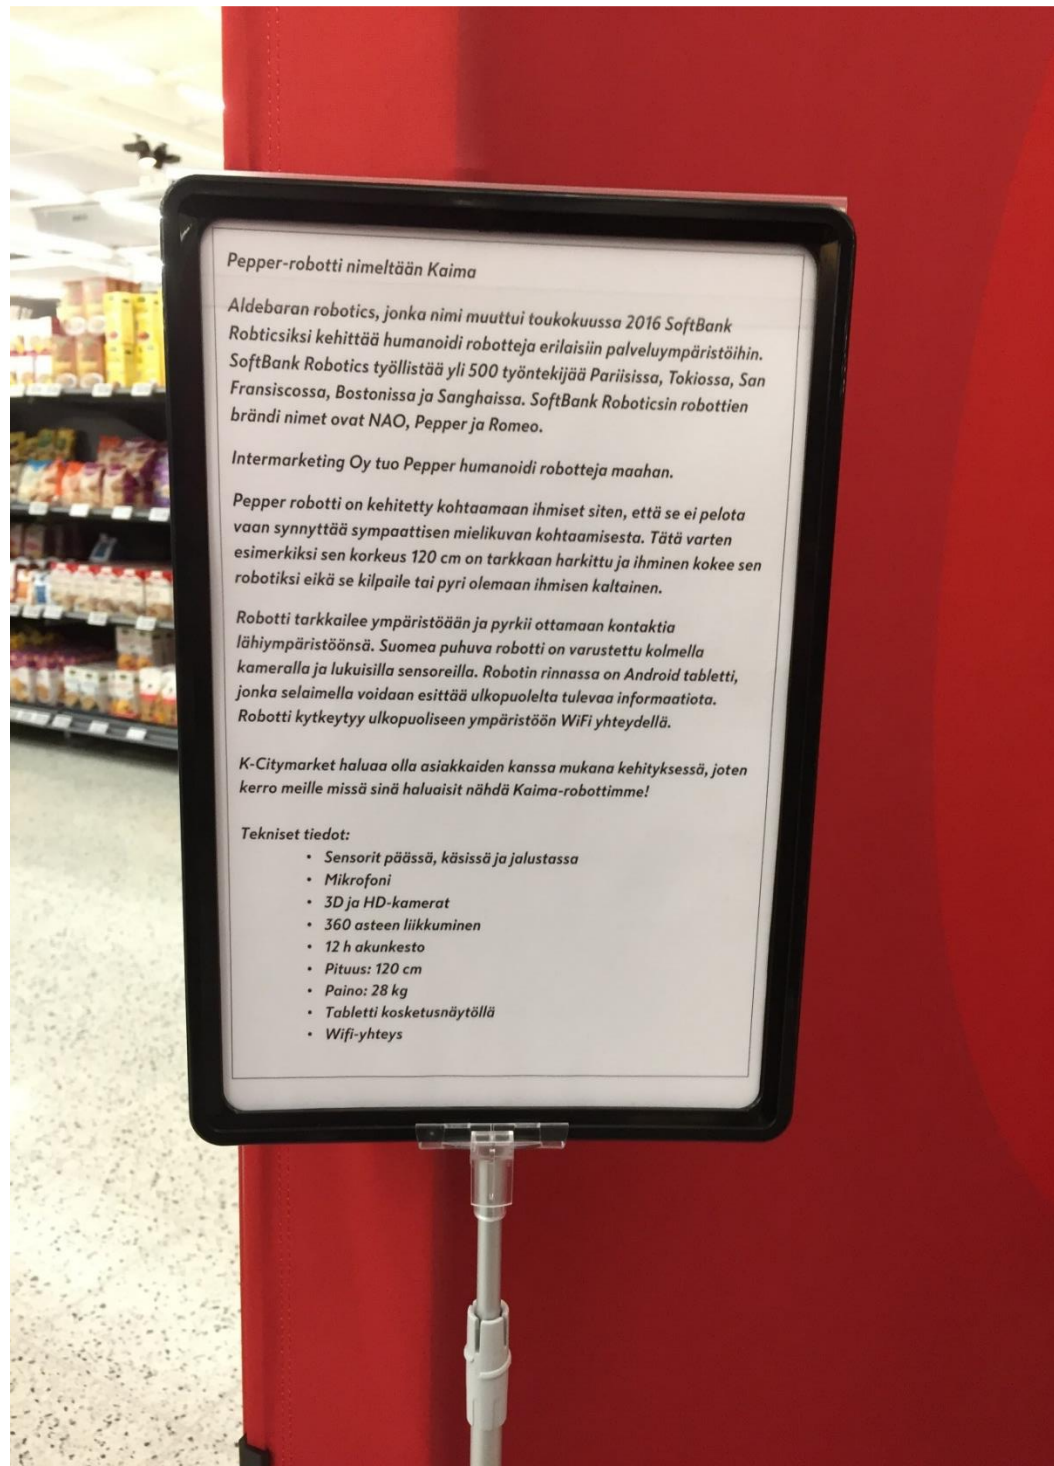 Pepper-robotti nimeltään Kaima
Aldebaran robotics, jonka nimi muuttui toukokuussa 2016 SoftBank
Robticsiksi kehittää humanoidi robotteja erilaisiin palveluympäristöihin.
SoftBank Robotics työllistää yli 500 työntekijää Pariisissa, Tokiossa, San
Fransiscossa, Bostonissa ja Sanghaissa. SoftBank Roboticsin robottien
brändi nimet ovat NAO, Pepper ja Romeo.
Intermarketing Oy tuo Pepper humanoidi robotteja maahan.
Pepper robotti on kehitetty kohtaamaan ihmiset siten, että se ei pelota
vaan synnyttää sympaattisen mielikuvan kohtaamisesta. Tätä varten
esimerkiksi sen korkeus 120 cm on tarkkaan harkittu ja ihminen kokee sen
robotiksi eikä se kilpaile tai pyri olemaan ihmisen kaltainen.
Robotti tarkkailee ympäristöään ja pyrkii ottamaan kontaktia
lähiympäristöönsä. Suomea puhuva robotti on varustettu kolmella
kameralla ja lukuisilla sensoreilla. Robotin rinnassa on Android tabletti,
jonka selaimella voidaan esittää ulkopuolelta tulevaa informaatiota.
Robotti kytkeytyy ulkopuoliseen ympäristöön WiFi yhteydellä.
K-Citymarket haluaa olla asiakkaiden kanssa mukana kehityksessä, joten
kerro meille missä sinä haluaisit nähdä Kaima-robottimme!
Tekniset tiedot:
• Sensorit päässä, käsissä ja jalustassa
• Mikrofoni
• 3D ja HD-kamerat
• 360 asteen liikkuminen
• 12 h akunkesto
• Pituus: 120 cm
• Paino: 28 kg
• Tabletti kosketusnäytöllä
• Wifi-yhteys